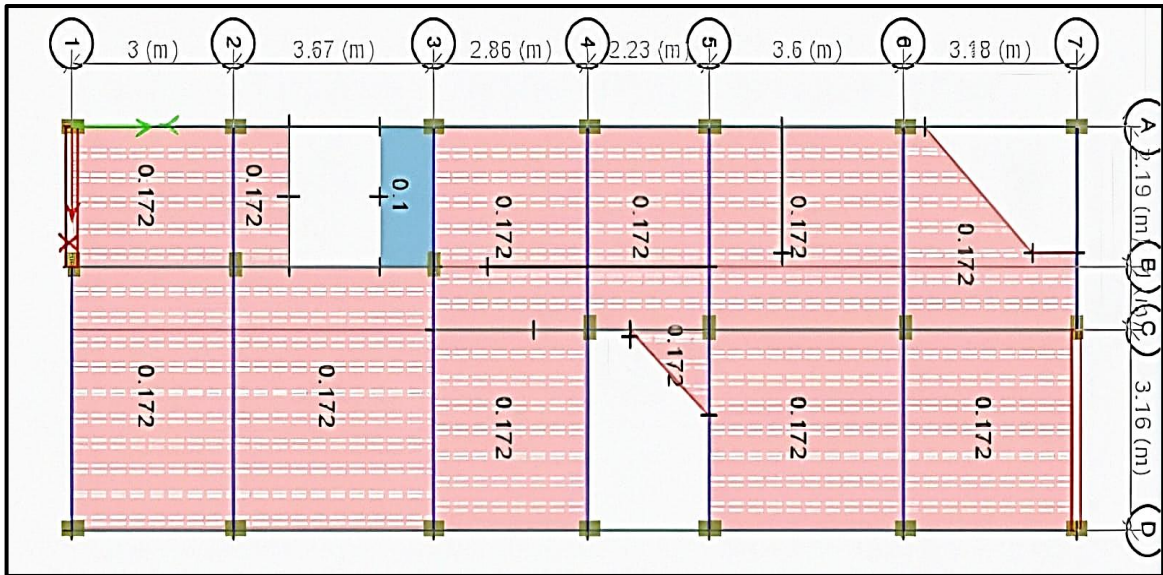 1 2 3 4 5 6 7
3 (m) 3.67 (m) 2.86 (m) 2.23 (m) 3.6 (m) 3.18 (m)
A
2.19 (m)
B
C
3.16 (m)
D
0.172 0.172 0.1 0.172 0.172 0.172 0.172
0.172
0.172 0.172 0.172 0.172 0.172